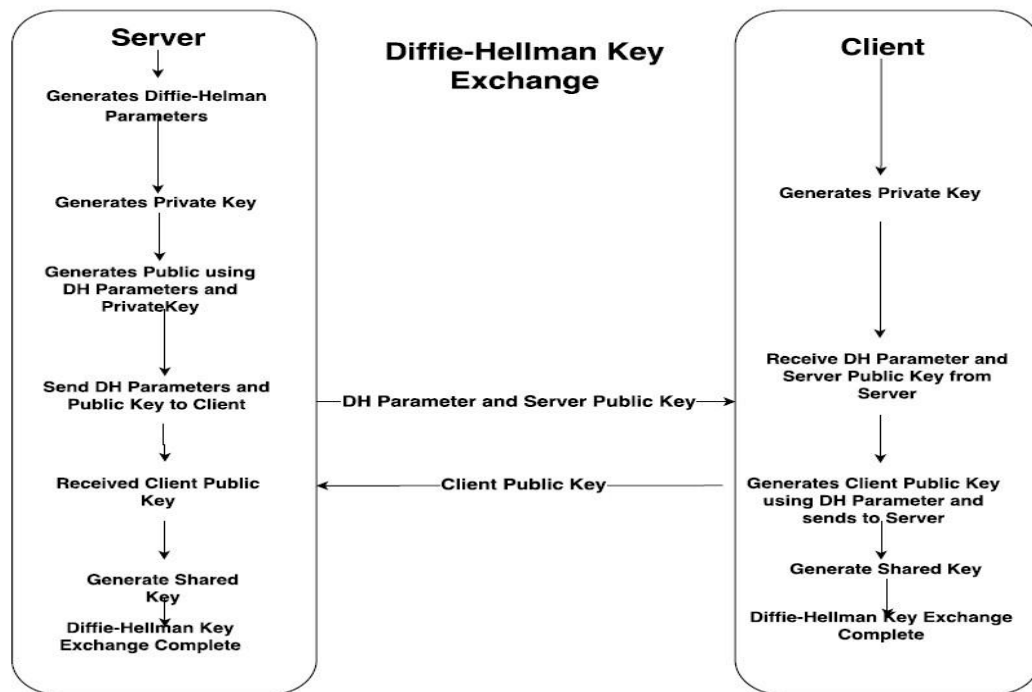 Server
Generates Diffie-Helman
Parameters
Generates Private Key
Generates Public using
DH Parameters and
PrivateKey
Send DH Parameters and
Public Key to Client
Received Client Public
Key
Generate Shared
Key
Diffie-Hellman Key
Exchange Complete
Diffie-Hellman Key
Exchange
DH Parameter and Server Public Key
Client Public Key
Client
Generates Private Key
Receive DH Parameter and
Server Public Key from
Server
Generates Client Public Key
using DH Parameter and
sends to Server
Generate Shared Key
Diffie-Hellman Key Exchange
Complete